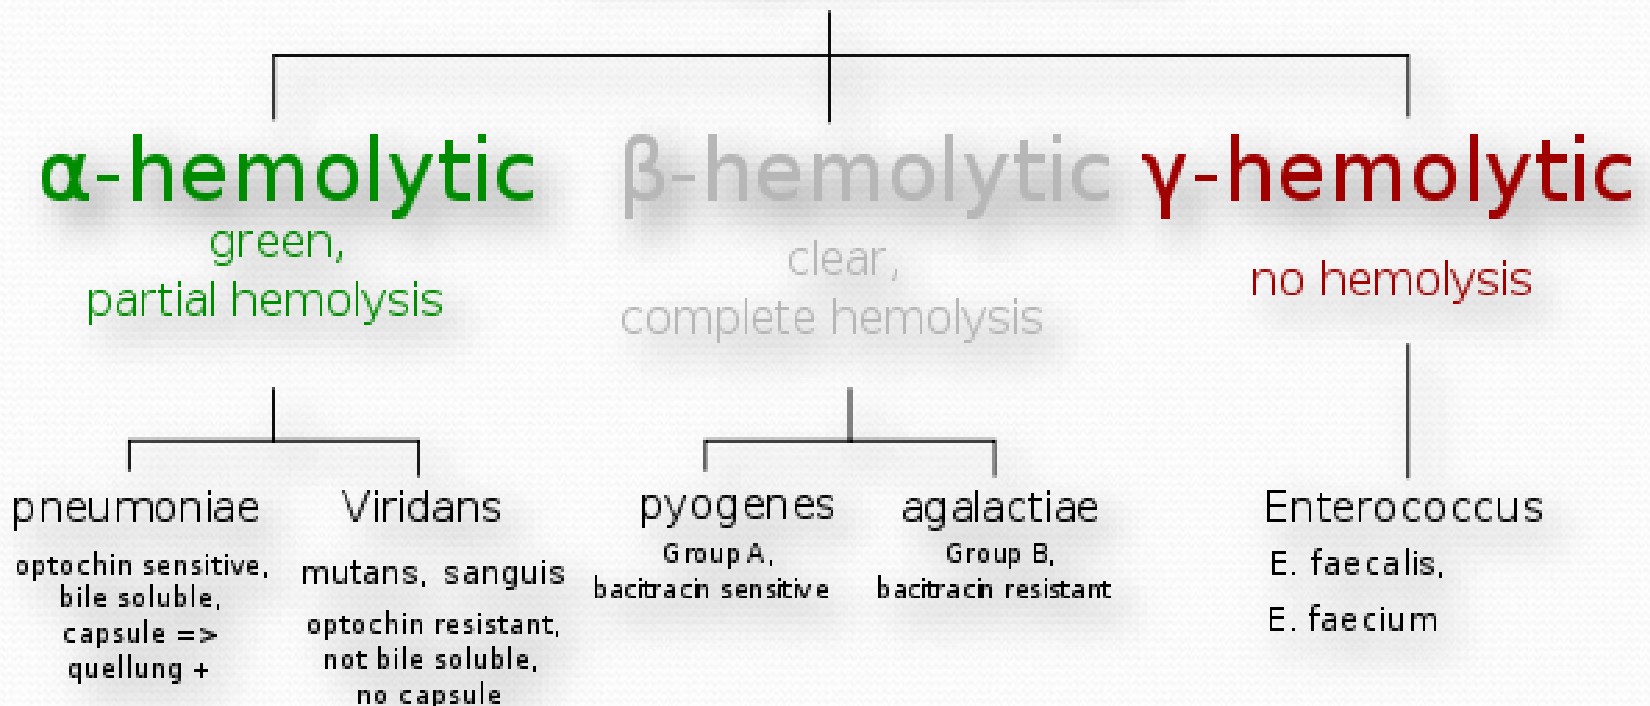 α-hemolytic
green,
partial hemolysis
β-hemolytic
clear,
complete hemolysis
γ-hemolytic
no hemolysis
pneumoniae
optochin sensitive,
bile soluble,
capsule =>
quellung +
Viridans
mutans, sanguis
optochin resistant,
not bile soluble,
no capsule
pyogenes
Group A,
bacitracin sensitive
agalactiae
Group B,
bacitracin resistant
Enterococcus
E. faecalis,
E. faecium